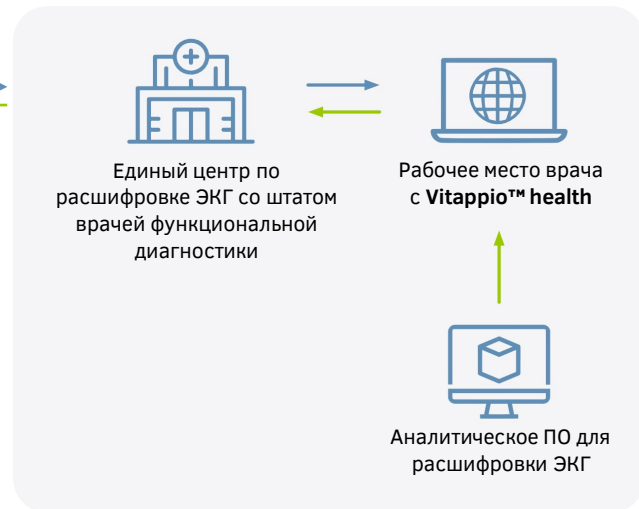 Единый центр по
расшифровке ЭКГ со штатом
врачей функциональной
диагностики
Рабочее место врача
с Vitappio™ health
Аналитическое ПО для
расшифровки ЭКГ